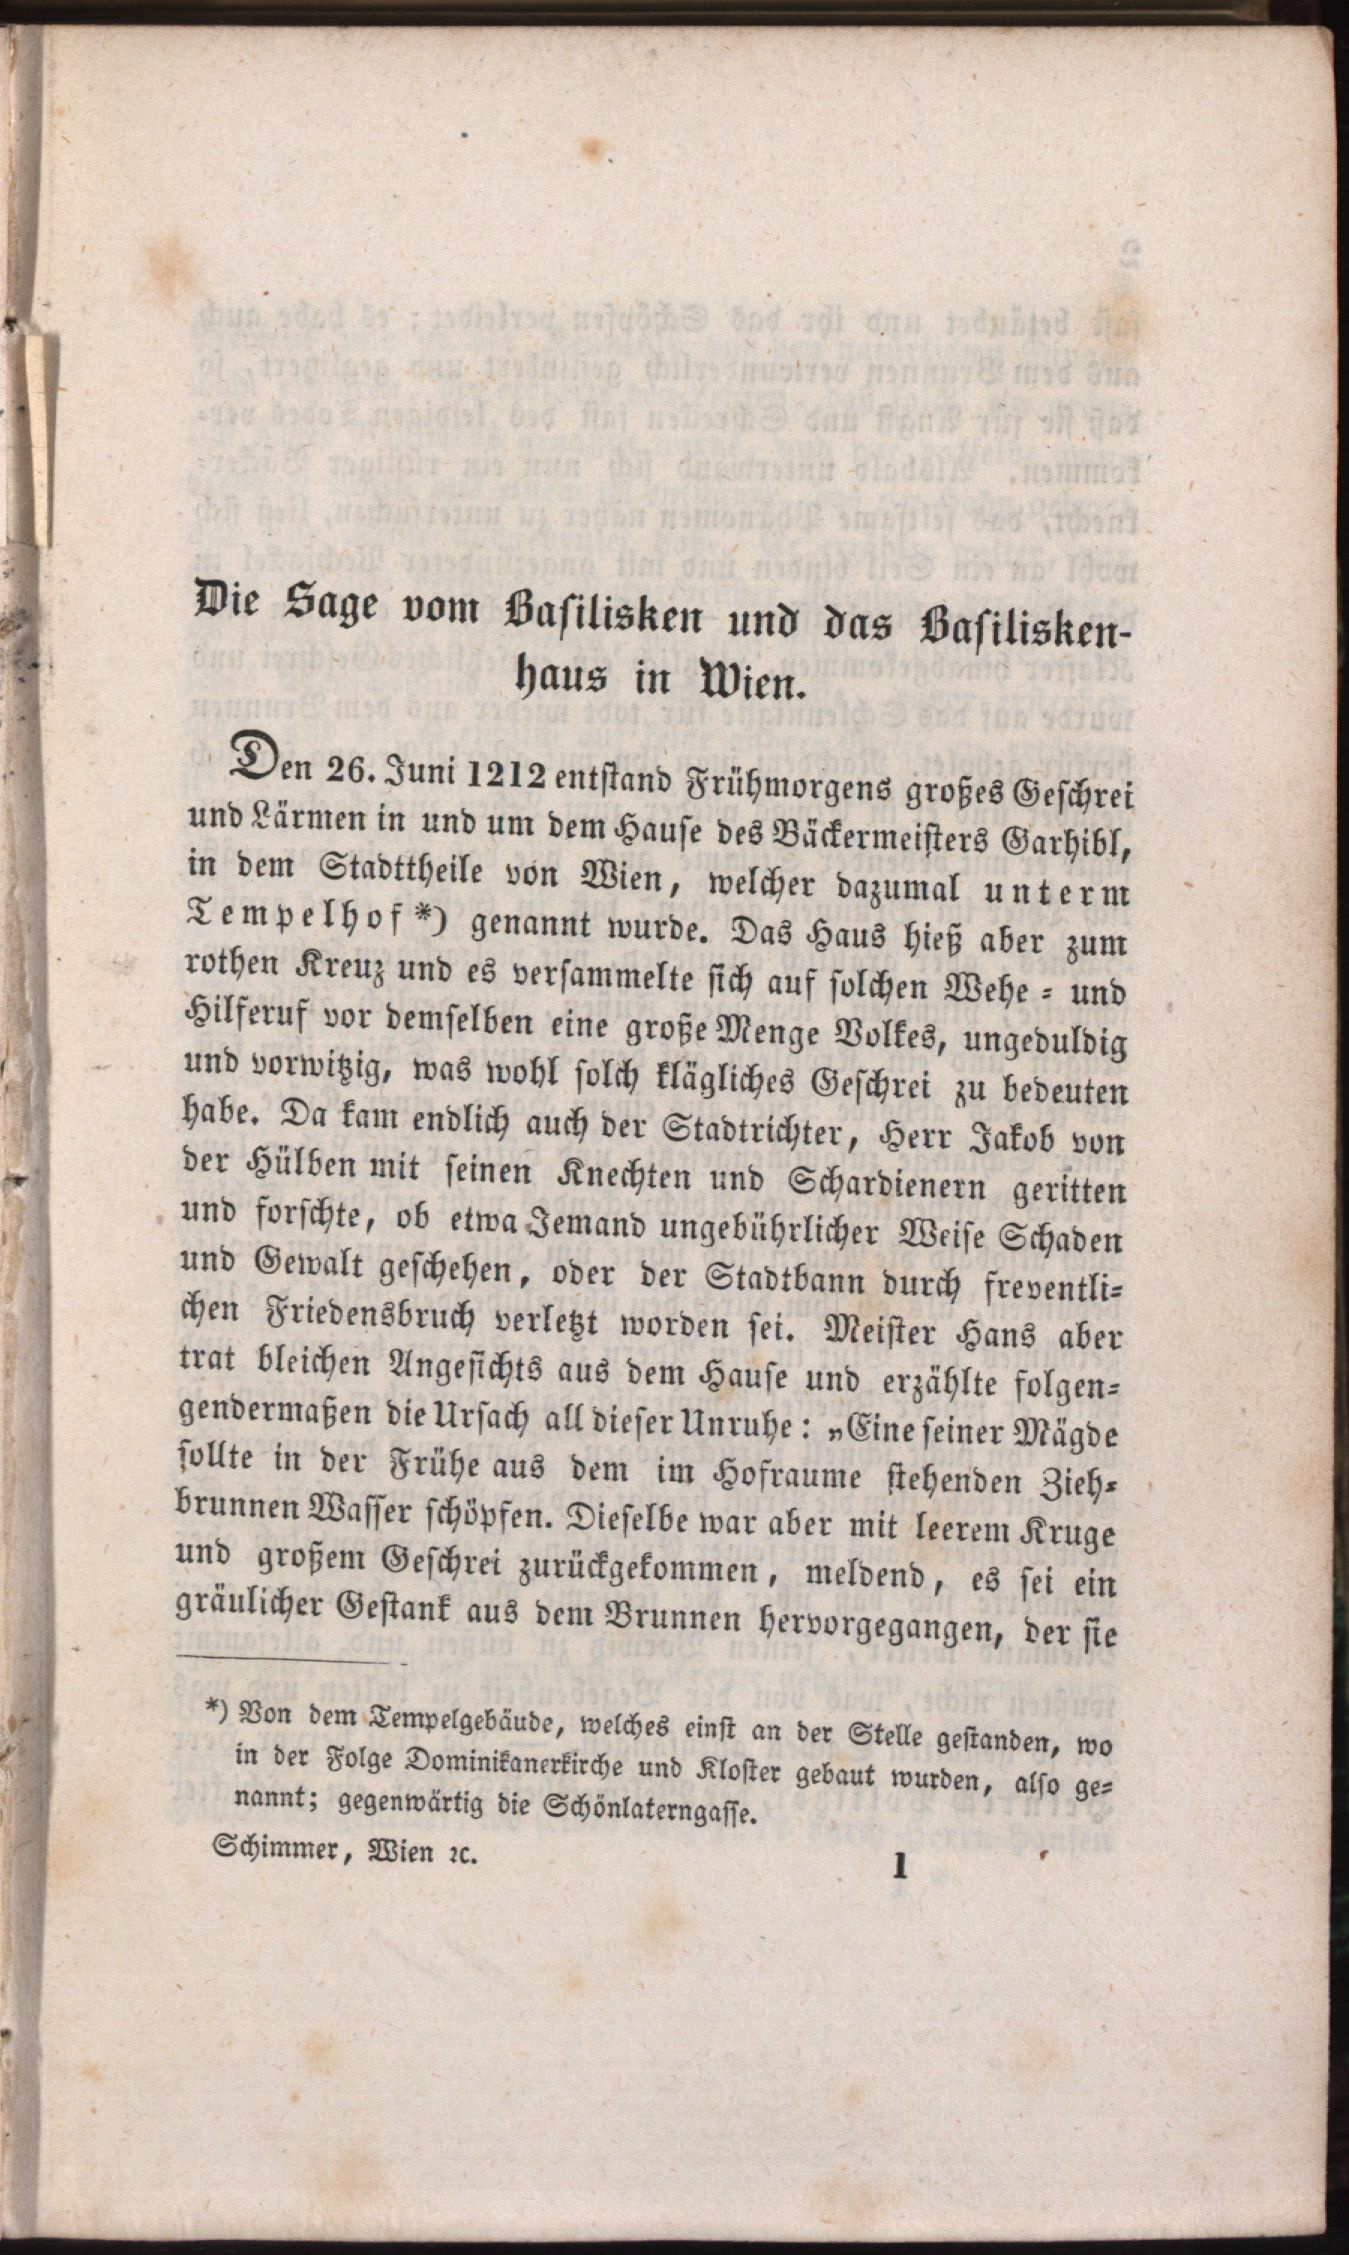 Die Sage vom Basilisken und das Basilisken-
haus in Wien.
Den 26. Juni 1212 entstand Frühmorgens großes Geschrei
und Lärmen in und um dem Hause des Bäckermeisters Garhibl,
in dem Stadttheile von Wien, welcher dazumal unterm
Tempelhof *) genannt wurde. Das Haus hieß aber zum
rothen Kreuz und es versammelte sich auf solchen Wehe- und
Hilferuf vor demselben eine große Menge Volkes, ungeduldig
und vorwitzig, was wohl solch klägliches Geschrei zu bedeuten
habe. Da kam endlich auch der Stadtrichter, Herr Jakob von
der Hülben mit seinen Knechten und Schardienern geritten
und forschte, ob etwa Jemand ungebührlicher Weise Schaden
und Gewalt geschehen, oder der Stadtbann durch freventli-
chen Friedensbruch verletzt worden sei. Meister Hans aber
trat bleichen Angesichts aus dem Hause und erzählte folgen-
gendermaßen die Ursach all dieser Unruhe: „Eine seiner Mägde
sollte in der Frühe aus dem im Hofraume stehenden Zieh-
brunnen Wasser schöpfen. Dieselbe war aber mit leerem Kruge
und großem Geschrei zurückgekommen, meldend, es sei ein
gräulicher Gestank aus dem Brunnen hervorgegangen, der sie
*) Von dem Tempelgebäude, welches einst an der Stelle gestanden, wo
in der Folge Dominikanerkirche und Kloster gebaut wurden, also ge-
nannt; gegenwärtig die Schönlaterngasse.
Schimmer, Wien ꝛc. 1